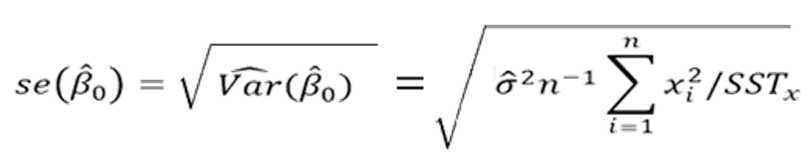 se(β̂₀) = √(V̂ar(β̂₀)) = √(σ̂²n⁻¹ ∑ᵢ₌₁ⁿ xᵢ²/SSTₓ)